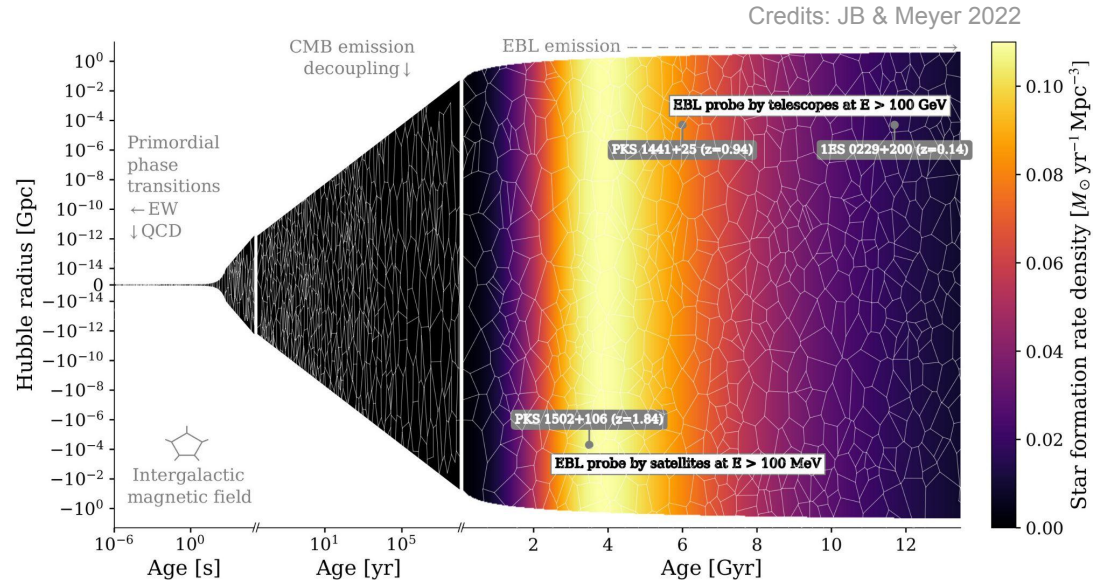 Credits: JB & Meyer 2022
CMB emission
decoupling↓
EBL emission
Primordial
phase
transitions
←EW
↓QCD
EBL probe by telescopes at E > 100 GeV
PKS 1441+25 (z=0.94)
1ES 0229+200 (z=0.14)
PKS 1502+106 (z=1.84)
EBL probe by satellites at E > 100 MeV
Intergalactic
magnetic field
Hubble radius [Gpc]
10⁰
10⁻²
10⁻⁴
10⁻⁶
10⁻⁸
10⁻¹⁰
10⁻¹²
10⁻¹⁴
0
−10⁻¹⁴
−10⁻¹²
−10⁻¹⁰
−10⁻⁸
−10⁻⁶
−10⁻⁴
−10⁻²
−10⁰
10⁻⁶ 10⁰
Age [s]
10¹ 10⁵
Age [yr]
2 4 6 8 10 12
Age [Gyr]
0.10
0.08
0.06
0.04
0.02
0.00
Star formation rate density [M⊙ yr⁻¹ Mpc⁻³]